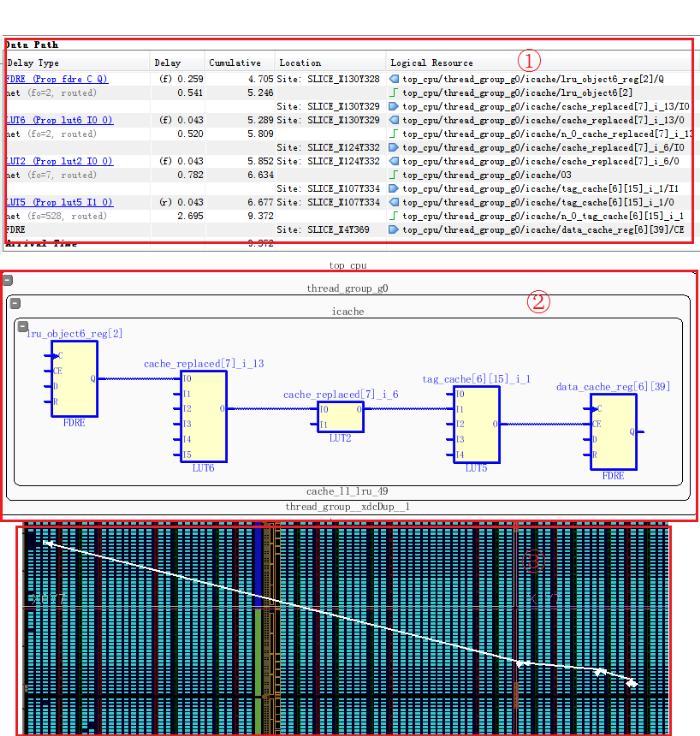 Data Path
Delay Type Delay Cumulative Location Logical Resource
①
FDRE (Prop fdre C Q) (f) 0.259 4.705 Site: SLICE_X130Y328 top_cpu/thread_group_g0/icache/lru_object6_reg[2]/Q
net (fo=2, routed) 0.541 5.246 top_cpu/thread_group_g0/icache/lru_object6[2]
Site: SLICE_X130Y329 top_cpu/thread_group_g0/icache/cache_replaced[7]_i_13/I0
LUT6 (Prop lut6 I0 O) (f) 0.043 5.289 Site: SLICE_X130Y329 top_cpu/thread_group_g0/icache/cache_replaced[7]_i_13/O
net (fo=2, routed) 0.520 5.809 top_cpu/thread_group_g0/icache/n_0_cache_replaced[7]_i_13
Site: SLICE_X124Y332 top_cpu/thread_group_g0/icache/cache_replaced[7]_i_6/I0
LUT2 (Prop lut2 I0 O) (f) 0.043 5.852 Site: SLICE_X124Y332 top_cpu/thread_group_g0/icache/cache_replaced[7]_i_6/O
net (fo=7, routed) 0.782 6.634 top_cpu/thread_group_g0/icache/O3
Site: SLICE_X107Y334 top_cpu/thread_group_g0/icache/tag_cache[6][15]_i_1/I1
LUT5 (Prop lut5 I1 O) (r) 0.043 6.677 Site: SLICE_X107Y334 top_cpu/thread_group_g0/icache/tag_cache[6][15]_i_1/O
net (fo=528, routed) 2.695 9.372 top_cpu/thread_group_g0/icache/n_0_tag_cache[6][15]_i_1
FDRE Site: SLICE_X4Y369 top_cpu/thread_group_g0/icache/data_cache_reg[6][39]/CE
Arrival Time 9.372
top_cpu
thread_group_g0
②
icache
lru_object6_reg[2]
C
CE
D
R
Q
FDRE
cache_replaced[7]_i_13
I0
I1
I2
I3
I4
I5
O
LUT6
cache_replaced[7]_i_6
I0
I1
O
LUT2
tag_cache[6][15]_i_1
I0
I1
I2
I3
I4
O
LUT5
data_cache_reg[6][39]
C
CE
D
R
Q
FDRE
cache_ll_lru_49
thread_group__xdcDup__1
③